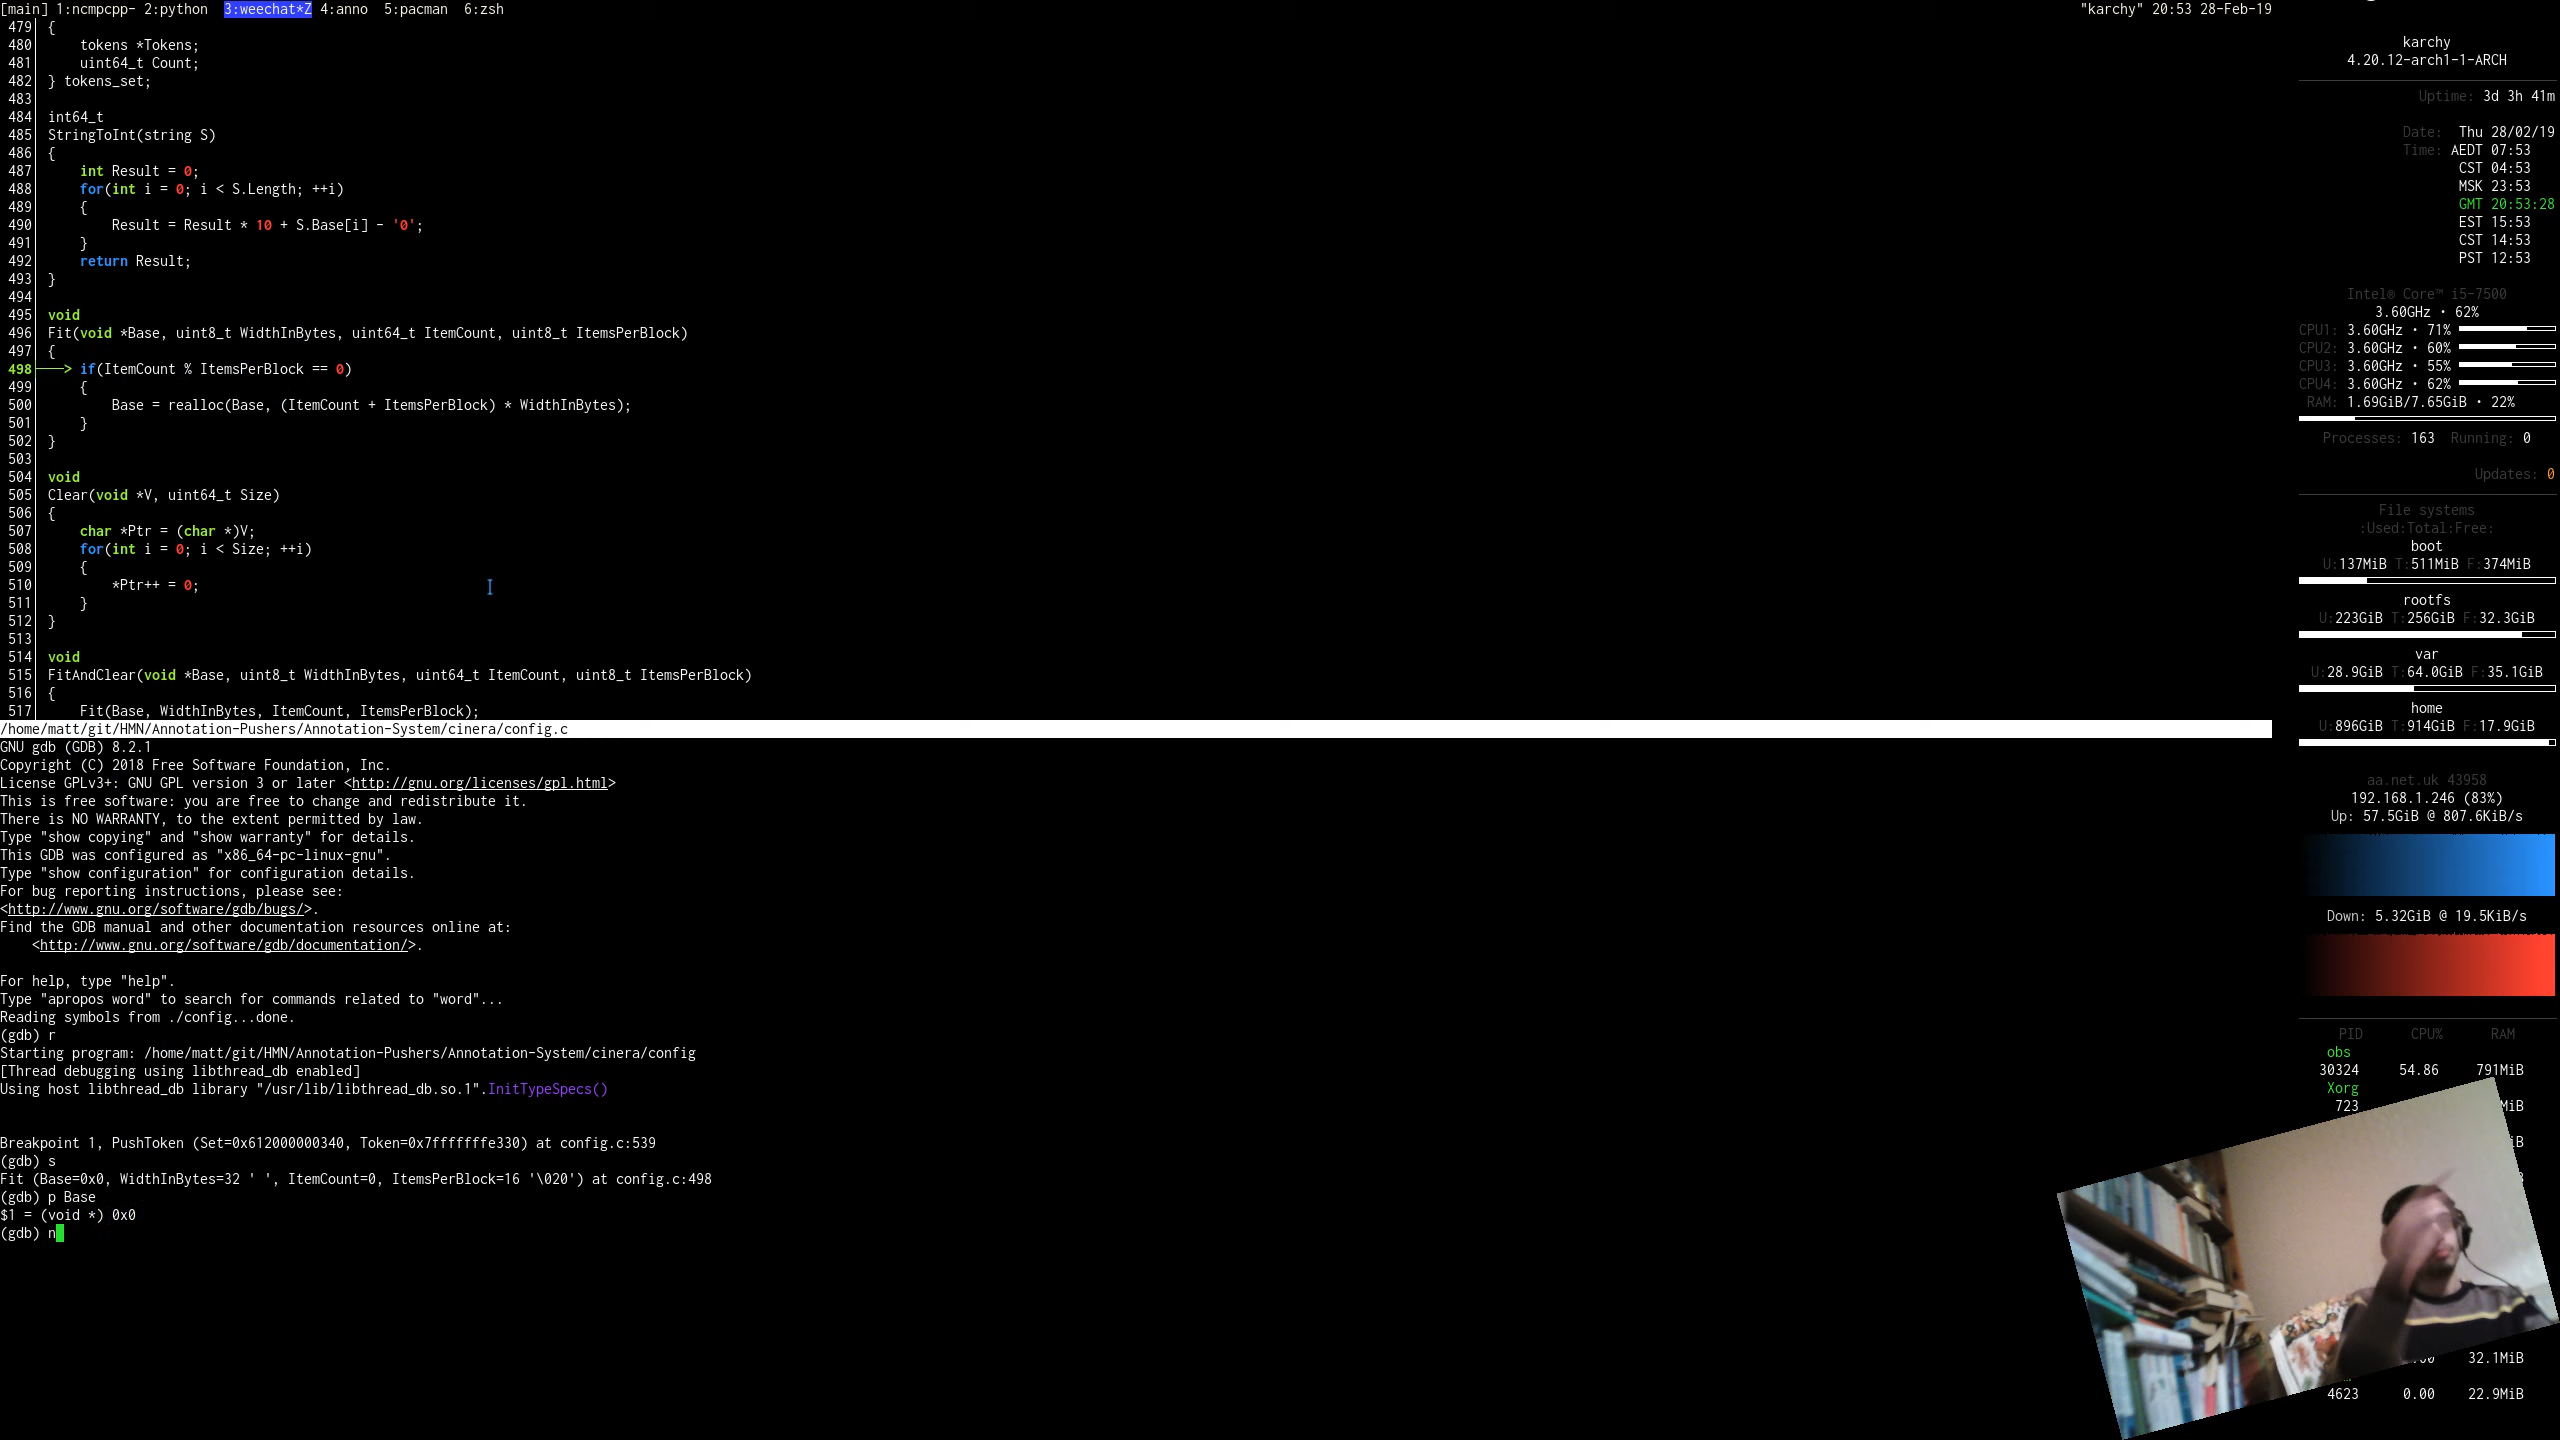 [main] 1:ncmpcpp- 2:python  3:weechat*Z 4:anno  5:pacman  6:zsh "karchy" 20:53 28-Feb-19
479 {
480     tokens *Tokens;
481     uint64_t Count;
482 } tokens_set;
483
484 int64_t
485 StringToInt(string S)
486 {
487     int Result = 0;
488     for(int i = 0; i < S.Length; ++i)
489     {
490         Result = Result * 10 + S.Base[i] - '0';
491     }
492     return Result;
493 }
494
495 void
496 Fit(void *Base, uint8_t WidthInBytes, uint64_t ItemCount, uint8_t ItemsPerBlock)
497 {
498 ──> if(ItemCount % ItemsPerBlock == 0)
499     {
500         Base = realloc(Base, (ItemCount + ItemsPerBlock) * WidthInBytes);
501     }
502 }
503
504 void
505 Clear(void *V, uint64_t Size)
506 {
507     char *Ptr = (char *)V;
508     for(int i = 0; i < Size; ++i)
509     {
510         *Ptr++ = 0;
511     }
512 }
513
514 void
515 FitAndClear(void *Base, uint8_t WidthInBytes, uint64_t ItemCount, uint8_t ItemsPerBlock)
516 {
517     Fit(Base, WidthInBytes, ItemCount, ItemsPerBlock);
/home/matt/git/HMN/Annotation-Pushers/Annotation-System/cinera/config.c
GNU gdb (GDB) 8.2.1
Copyright (C) 2018 Free Software Foundation, Inc.
License GPLv3+: GNU GPL version 3 or later <http://gnu.org/licenses/gpl.html>
This is free software: you are free to change and redistribute it.
There is NO WARRANTY, to the extent permitted by law.
Type "show copying" and "show warranty" for details.
This GDB was configured as "x86_64-pc-linux-gnu".
Type "show configuration" for configuration details.
For bug reporting instructions, please see:
<http://www.gnu.org/software/gdb/bugs/>.
Find the GDB manual and other documentation resources online at:
    <http://www.gnu.org/software/gdb/documentation/>.
For help, type "help".
Type "apropos word" to search for commands related to "word"...
Reading symbols from ./config...done.
(gdb) r
Starting program: /home/matt/git/HMN/Annotation-Pushers/Annotation-System/cinera/config
[Thread debugging using libthread_db enabled]
Using host libthread_db library "/usr/lib/libthread_db.so.1".InitTypeSpecs()
Breakpoint 1, PushToken (Set=0x612000000340, Token=0x7fffffffe330) at config.c:539
(gdb) s
Fit (Base=0x0, WidthInBytes=32 ' ', ItemCount=0, ItemsPerBlock=16 '\020') at config.c:498
(gdb) p Base
$1 = (void *) 0x0
(gdb) n
karchy
4.20.12-arch1-1-ARCH
Uptime: 3d 3h 41m
Date: Thu 28/02/19
Time: AEDT 07:53
CST 04:53
MSK 23:53
GMT 20:53:28
EST 15:53
CST 14:53
PST 12:53
Intel® Core™ i5-7500
3.60GHz · 62%
CPU1: 3.60GHz · 71%
CPU2: 3.60GHz · 60%
CPU3: 3.60GHz · 55%
CPU4: 3.60GHz · 62%
RAM: 1.69GiB/7.65GiB · 22%
Processes: 163 Running: 0
Updates: 0
File systems
:Used:Total:Free:
boot
U:137MiB T:511MiB F:374MiB
rootfs
U:223GiB T:256GiB F:32.3GiB
var
U:28.9GiB T:64.0GiB F:35.1GiB
home
U:896GiB T:914GiB F:17.9GiB
aa.net.uk 43958
192.168.1.246 (83%)
Up: 57.5GiB @ 807.6KiB/s
Down: 5.32GiB @ 19.5KiB/s
PID CPU% RAM
obs
30324 54.86 791MiB
Xorg
723
32.1MiB
4623 0.00 22.9MiB